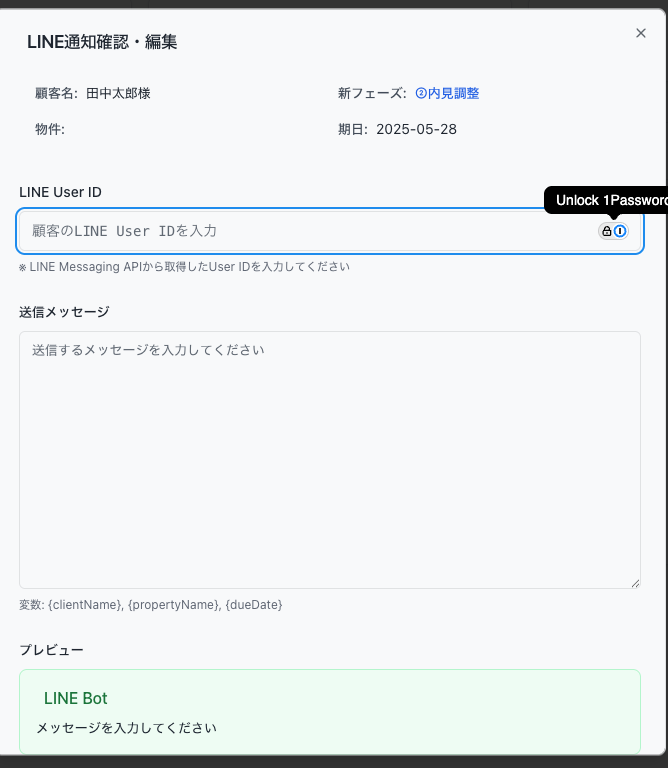 LINE通知確認・編集
顧客名: 田中太郎様
新フェーズ: ②内見調整
物件:
期日: 2025-05-28
LINE User ID
Unlock 1Password
顧客のLINE User IDを入力
※ LINE Messaging APIから取得したUser IDを入力してください
送信メッセージ
送信するメッセージを入力してください
変数: {clientName}, {propertyName}, {dueDate}
プレビュー
LINE Bot
メッセージを入力してください